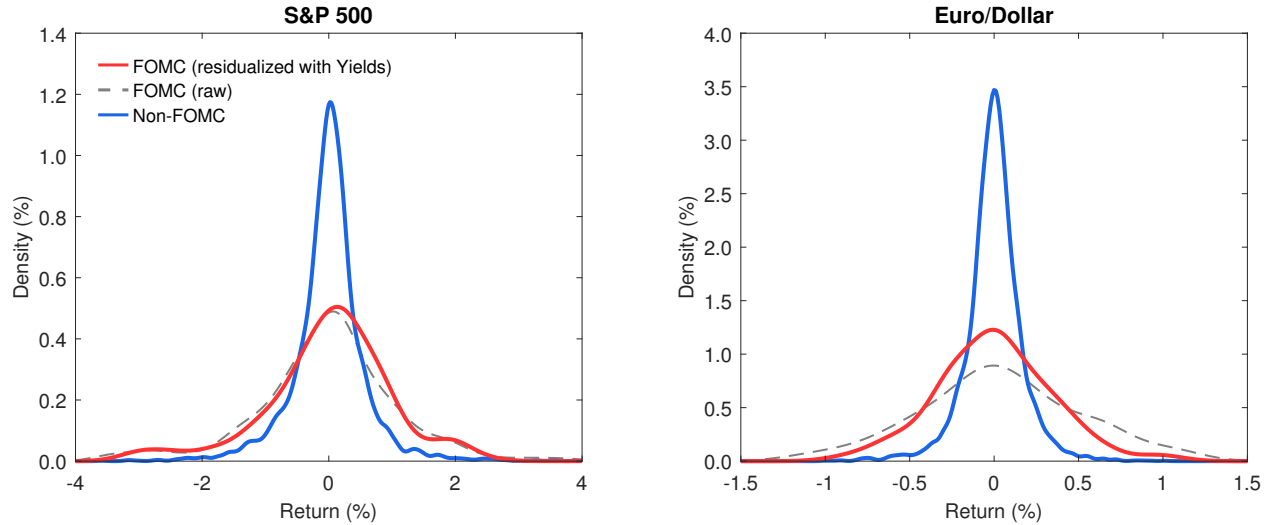 S&P 500
1.4
1.2
1.0
0.8
0.6
0.4
0.2
0.0
Density (%)
FOMC (residualized with Yields)
FOMC (raw)
Non-FOMC
-4 -2 0 2 4
Return (%)
Euro/Dollar
4.0
3.5
3.0
2.5
2.0
1.5
1.0
0.5
0.0
Density (%)
-1.5 -1 -0.5 0 0.5 1 1.5
Return (%)